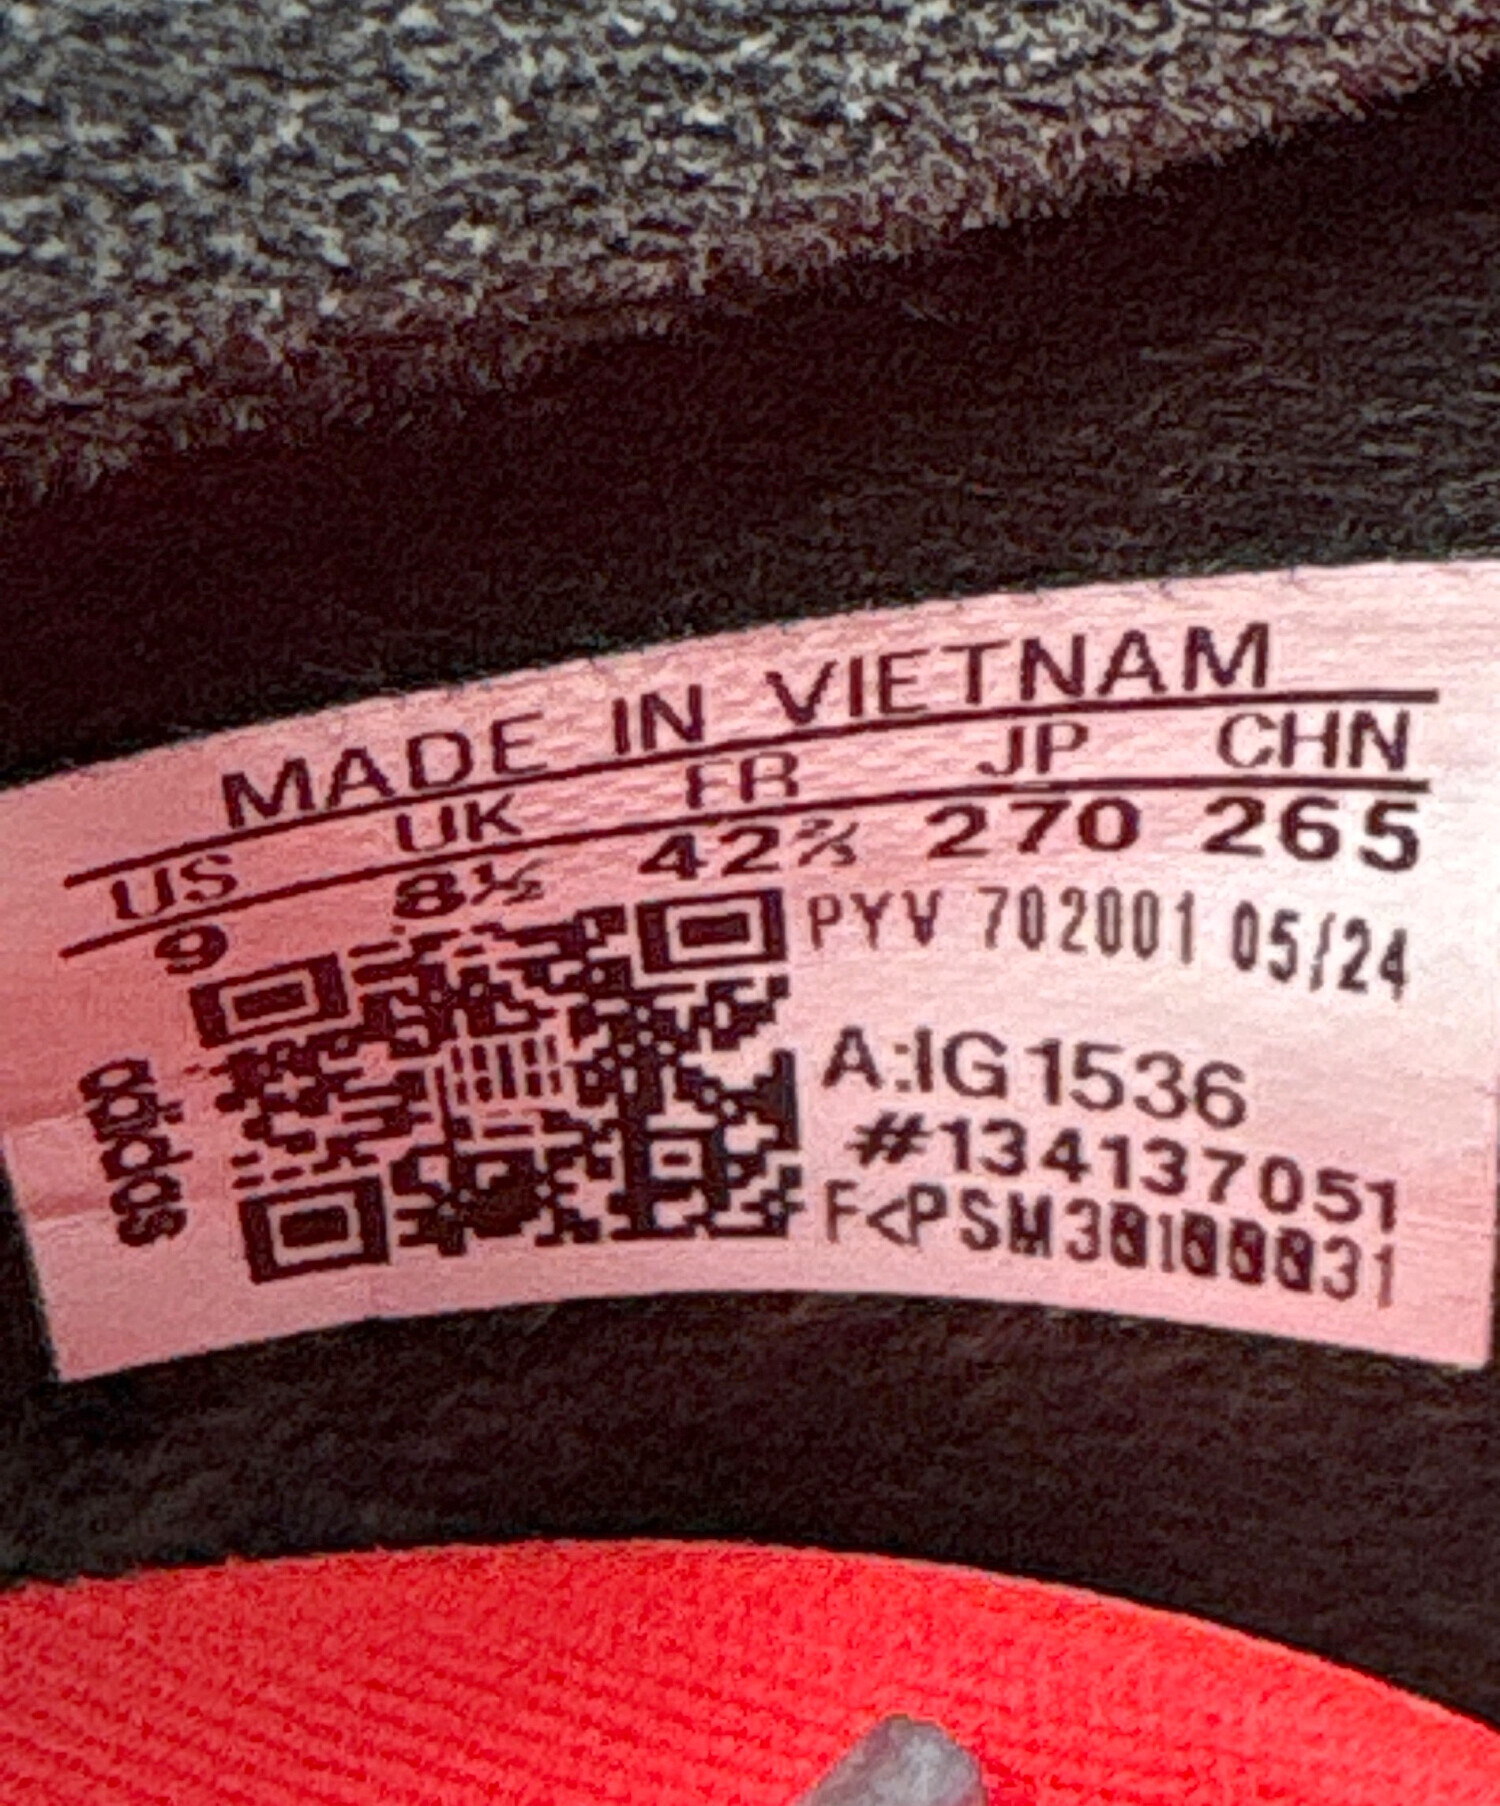 MADE IN VIETNAM
US UK FR JP CHN
9 8½ 42⅔ 270 265
PYV 702001 05/24
A:IG1536
#134137051
F<PSM30100031
adidas